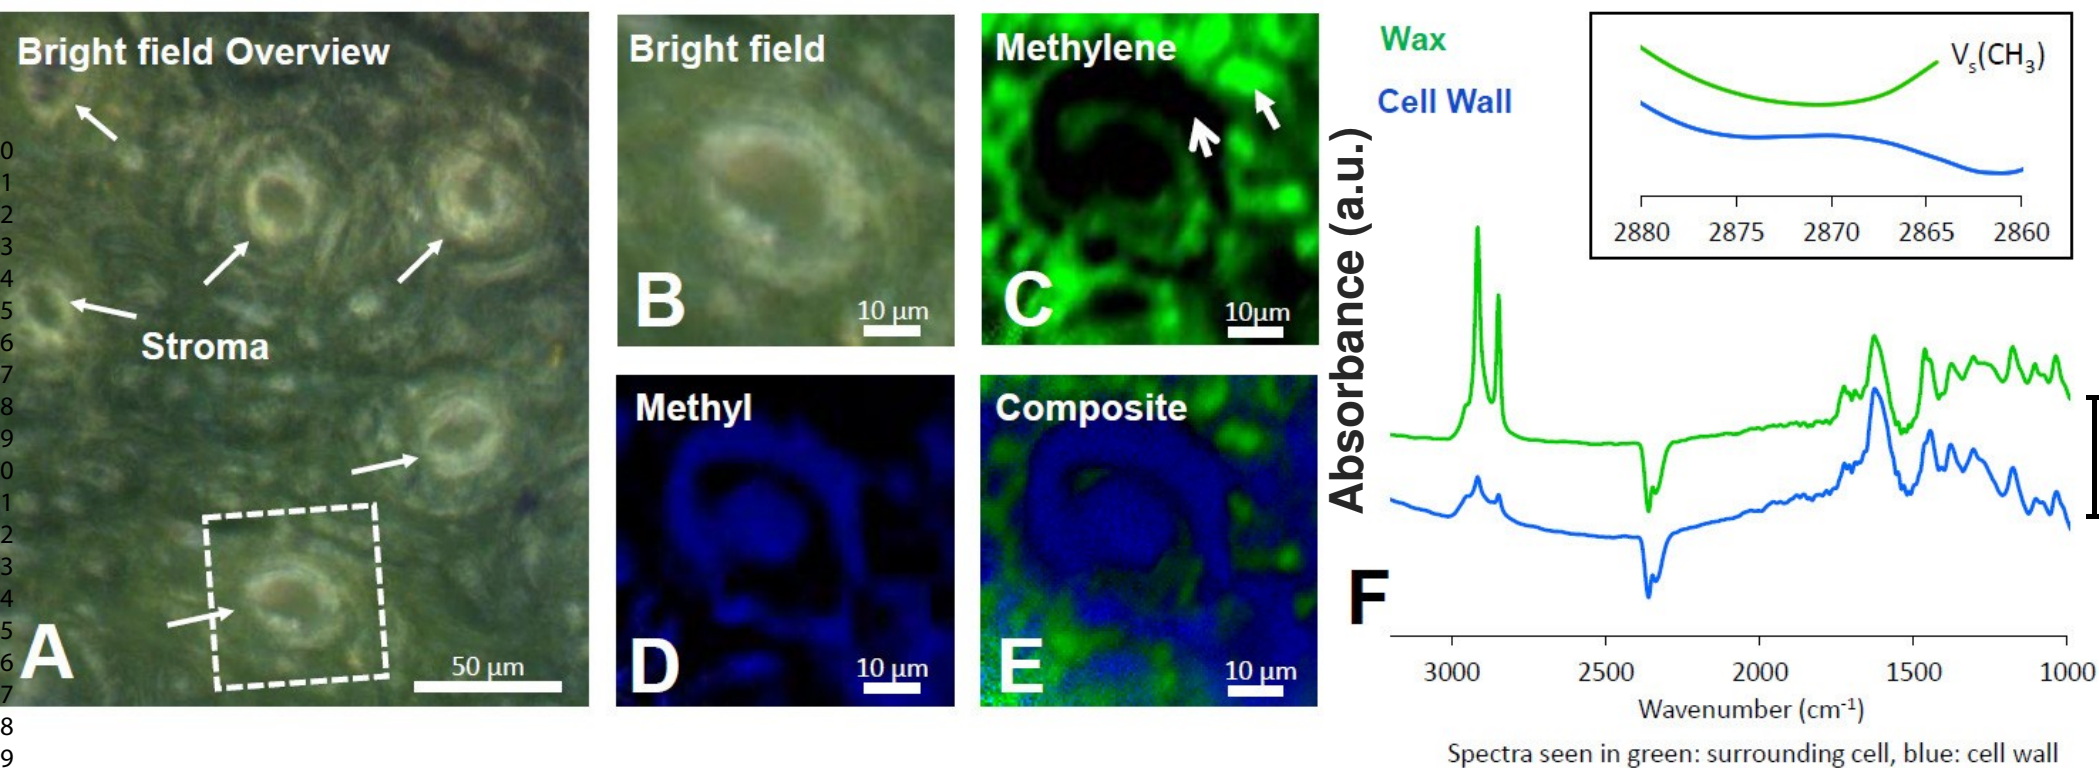 Bright field Overview
Stroma
50 µm
A
Bright field
B
10 µm
Methylene
C
10µm
Methyl
D
10 µm
Composite
E
10 µm
Wax
Cell Wall
Vs(CH3)
2880 2875 2870 2865 2860
Absorbance (a.u.)
F
3000 2500 2000 1500 1000
Wavenumber (cm-1)
Spectra seen in green: surrounding cell, blue: cell wall
0
1
2
3
4
5
6
7
8
9
0
1
2
3
4
5
6
7
8
9